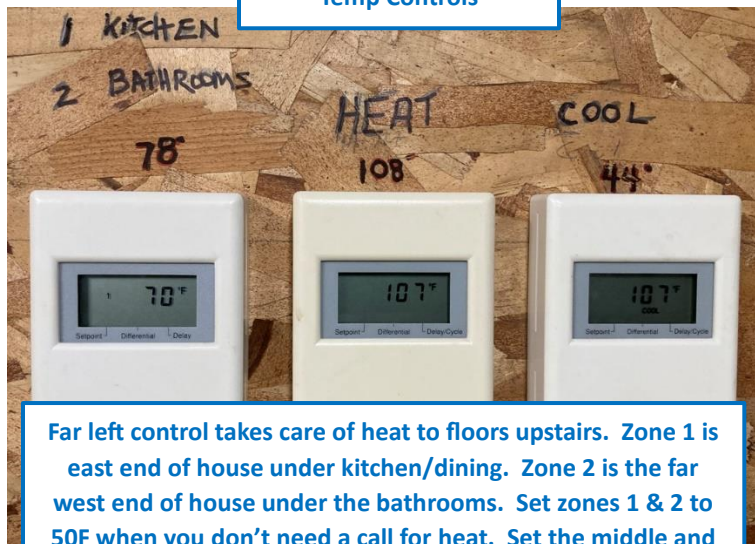 Temp Controls
1 KITCHEN
2 BATHROOMS
HEAT
COOL
78°
108
44°
1 70°F
107°F
107°F
COOL
Setpoint Differential Delay
Setpoint Differential Delay/Cycle
Setpoint Differential Delay/Cycle
Far left control takes care of heat to floors upstairs. Zone 1 is
east end of house under kitchen/dining. Zone 2 is the far
west end of house under the bathrooms. Set zones 1 & 2 to
50F when you don't need a call for heat. Set the middle and